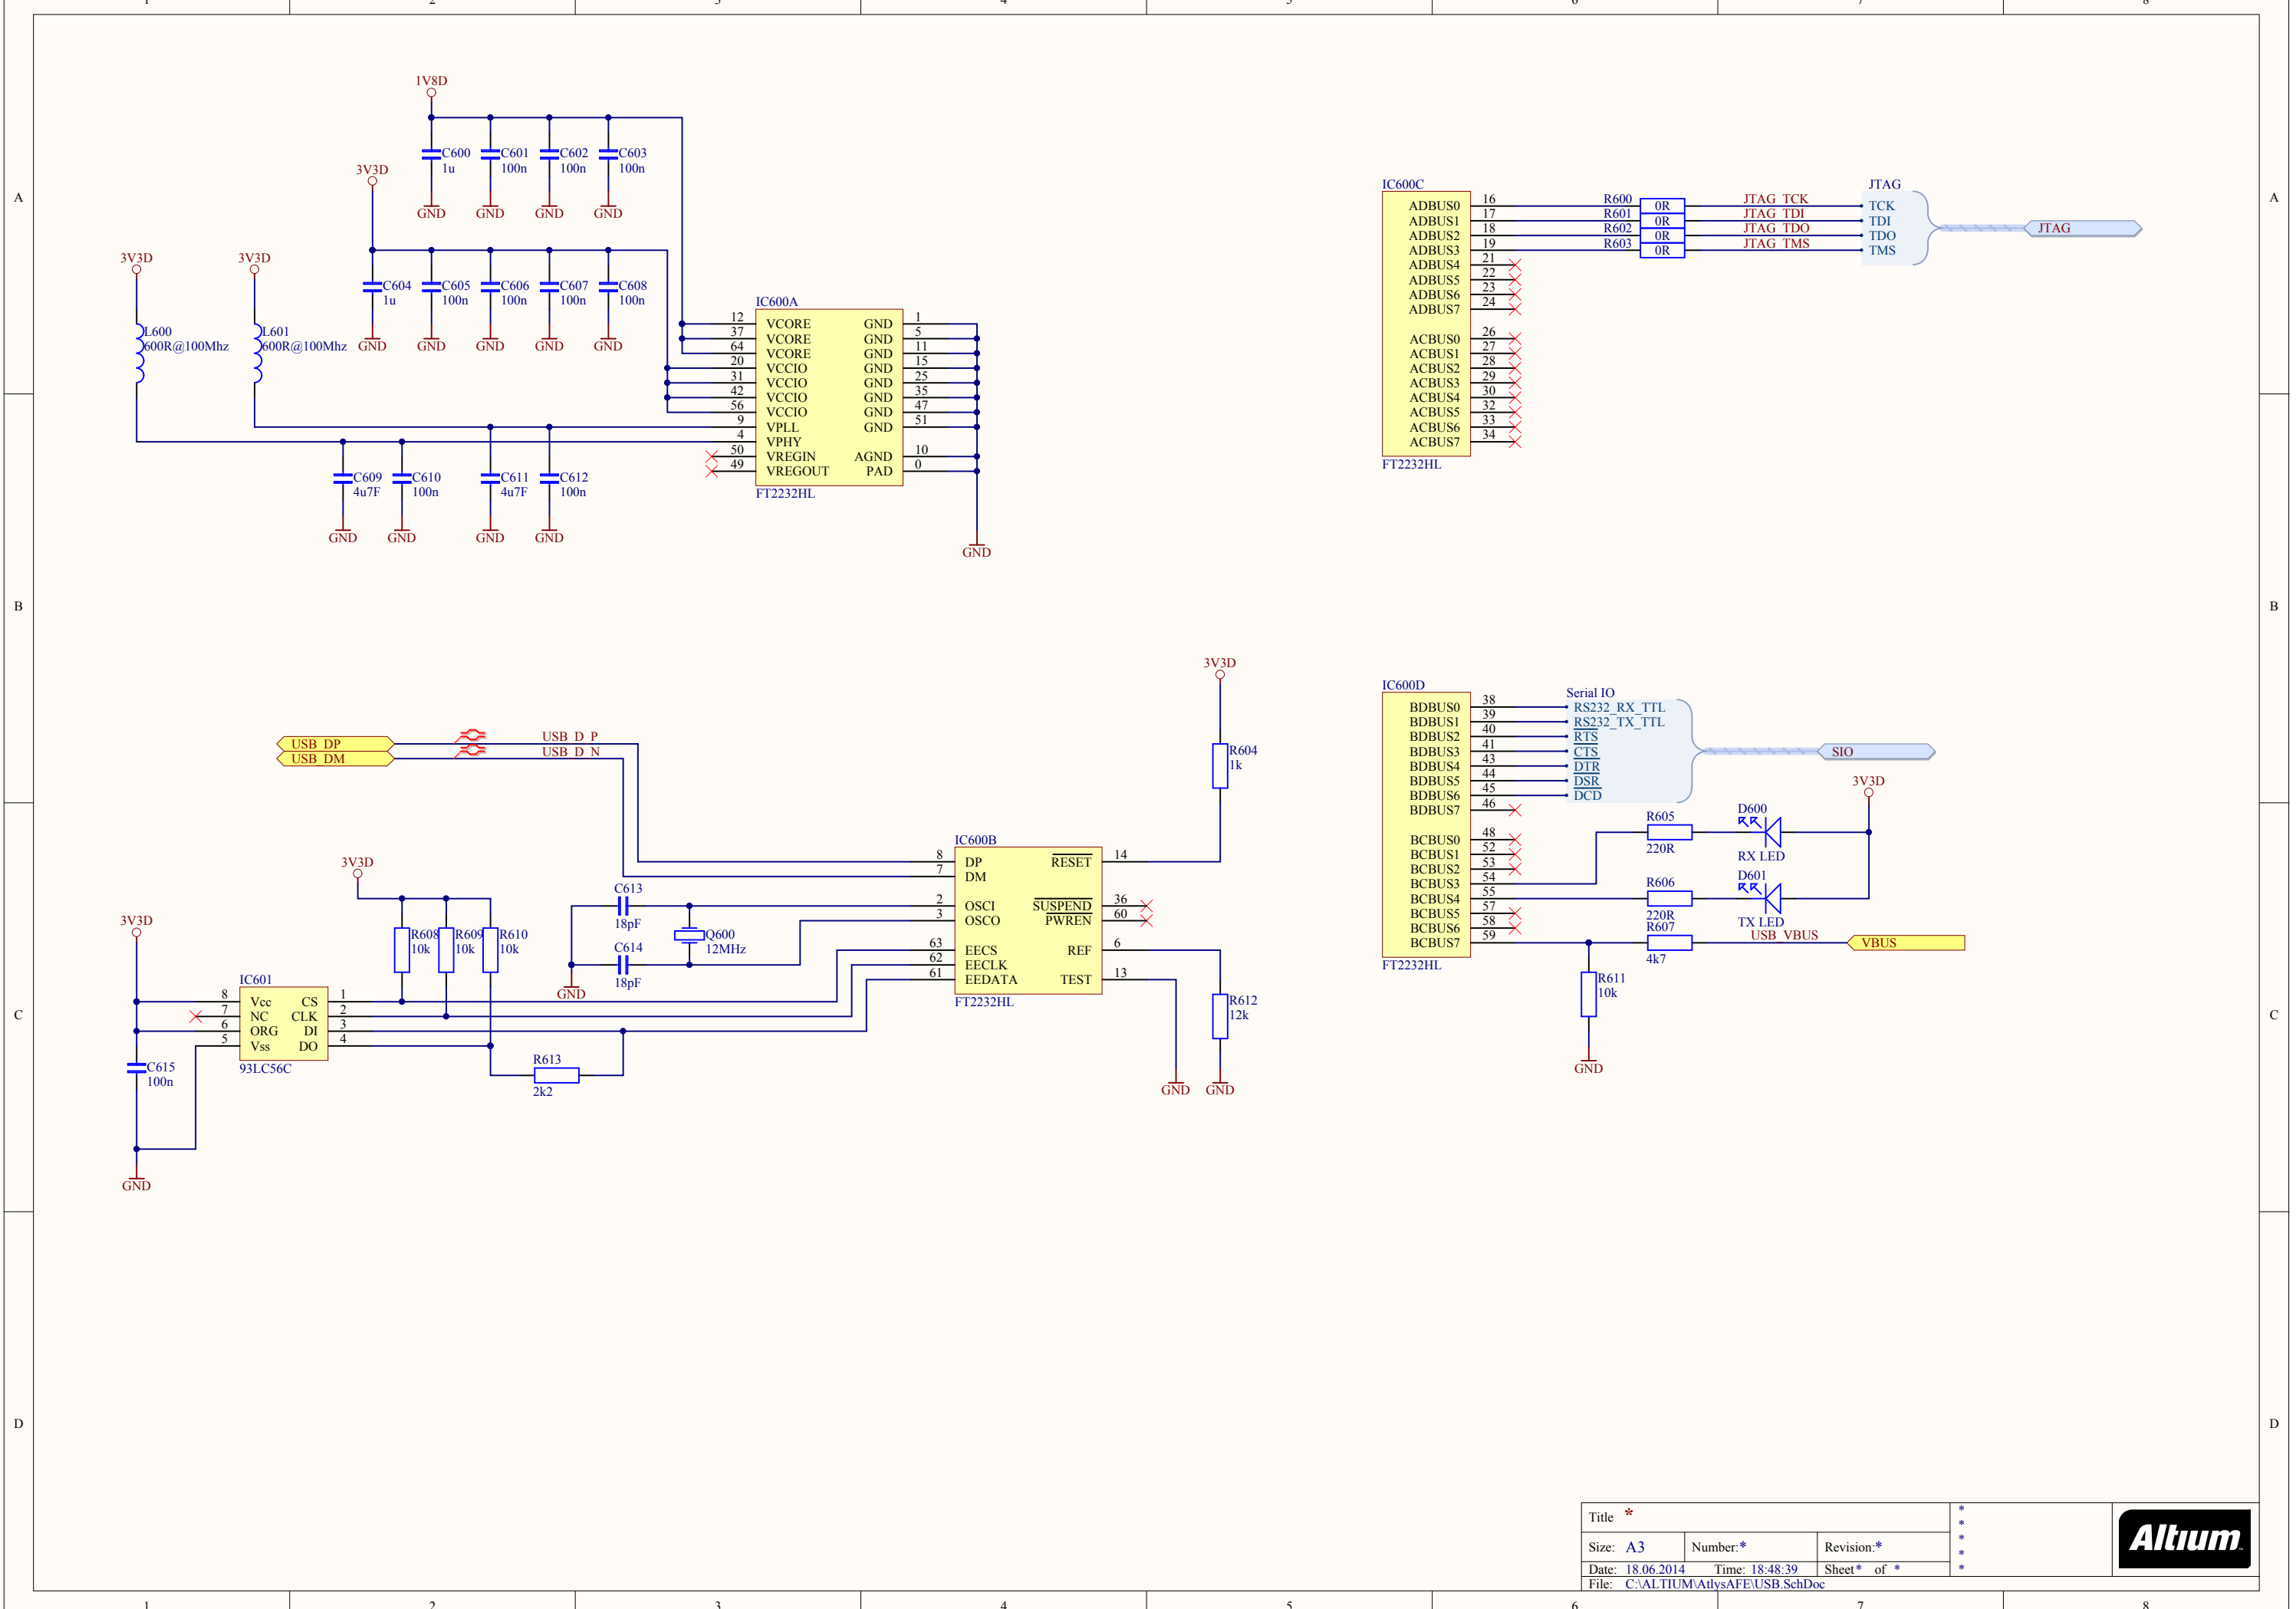 1 2 3 4 5 6 7 8
A
A
B
B
C
C
D
D
1V8D
C600
1u
C601
100n
C602
100n
C603
100n
GND GND GND GND
3V3D
C604
1u
C605
100n
C606
100n
C607
100n
C608
100n
GND GND GND GND GND
3V3D
3V3D
L600
600R@100Mhz
L601
600R@100Mhz
IC600A
12 VCORE GND 1
37 VCORE GND 5
64 VCORE GND 11
20 VCCIO GND 15
31 VCCIO GND 25
42 VCCIO GND 35
56 VCCIO GND 47
9 VPLL GND 51
4 VPHY
50 VREGIN AGND 10
49 VREGOUT PAD 0
FT2232HL
C609
4u7F
C610
100n
C611
4u7F
C612
100n
GND GND GND GND
GND
IC600C
ADBUS0 16
ADBUS1 17
ADBUS2 18
ADBUS3 19
ADBUS4 21
ADBUS5 22
ADBUS6 23
ADBUS7 24
ACBUS0 26
ACBUS1 27
ACBUS2 28
ACBUS3 29
ACBUS4 30
ACBUS5 32
ACBUS6 33
ACBUS7 34
FT2232HL
R600 0R JTAG_TCK
R601 0R JTAG_TDI
R602 0R JTAG_TDO
R603 0R JTAG_TMS
JTAG
TCK
TDI
TDO
TMS
JTAG
USB_DP
USB_DM
USB_D_P
USB_D_N
3V3D
R604
1k
IC600B
8 DP RESET 14
7 DM
2 OSCI SUSPEND 36
3 OSCO PWREN 60
63 EECS REF 6
62 EECLK
61 EEDATA TEST 13
FT2232HL
C613
18pF
C614
18pF
Q600
12MHz
GND
3V3D
R608
10k
R609
10k
R610
10k
3V3D
IC601
8 Vcc CS 1
7 NC CLK 2
6 ORG DI 3
5 Vss DO 4
93LC56C
C615
100n
GND
R613
2k2
R612
12k
GND GND
IC600D
BDBUS0 38
BDBUS1 39
BDBUS2 40
BDBUS3 41
BDBUS4 43
BDBUS5 44
BDBUS6 45
BDBUS7 46
BCBUS0 48
BCBUS1 52
BCBUS2 53
BCBUS3 54
BCBUS4 55
BCBUS5 57
BCBUS6 58
BCBUS7 59
FT2232HL
Serial IO
RS232_RX_TTL
RS232_TX_TTL
RTS
CTS
DTR
DSR
DCD
SIO
3V3D
R605
220R
D600
RX LED
R606
220R
D601
TX LED
R607
4k7
USB_VBUS
VBUS
R611
10k
GND
Title *
Size: A3 Number:* Revision:*
Date: 18.06.2014 Time: 18:48:39 Sheet * of *
File: C:\ALTIUM\AtlysAFE\USB.SchDoc
*
*
*
*
*
Altium
1 2 3 4 5 6 7 8